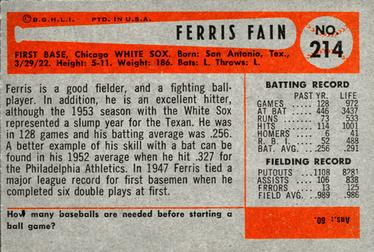 © B.G.H.L.I. PTD. IN U.S.A.
FERRIS FAIN
NO. 214
FIRST BASE, Chicago WHITE SOX. Born: San Antonio, Tex.,
3/29/22. Height: 5-11. Weight: 186. Bats: L. Throws: L.
Ferris is a good fielder, and a fighting ball-
player. In addition, he is an excellent hitter,
although the 1953 season with the White Sox
represented a slump year for the Texan. He was
in 128 games and his batting average was .256.
A better example of his skill with a bat can be
found in his 1952 average when he hit .327 for
the Philadelphia Athletics. In 1947 Ferris tied a
major league record for first basemen when he
completed six double plays at first.
BATTING RECORD
PAST YR. LIFE
GAMES 128 972
AT BAT 446 3437
RUNS 73 533
HITS 114 1001
HOMERS 6 41
R. B. I. 52 488
BAT. AVG. .256 .291
FIELDING RECORD
PUTOUTS 1108 8281
ASSISTS 106 838
ERRORS 13 125
FIELD AVG. .989 .986
How many baseballs are needed before starting a
ball game?
Ans.: 60.